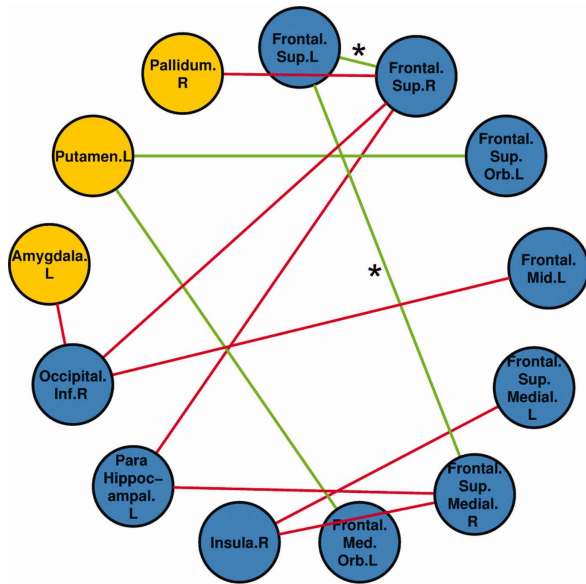 Frontal.
Sup.L
*
Frontal.
Sup.R
Pallidum.
R
Putamen.L
Frontal.
Sup.
Orb.L
Amygdala.
L
*
Frontal.
Mid.L
Occipital.
Inf.R
Frontal.
Sup.
Medial.
L
Para
Hippoc–
ampal.
L
Frontal.
Sup.
Medial.
R
Insula.R
Frontal.
Med.
Orb.L